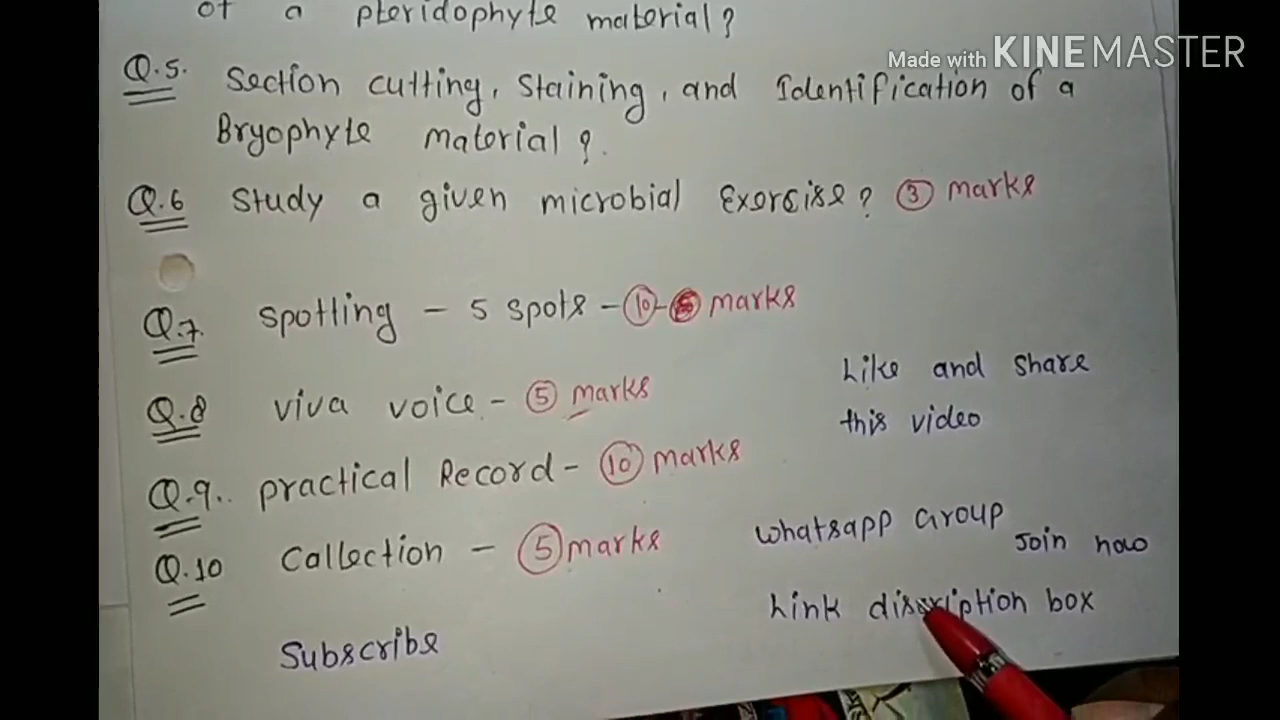 of a pteridophyte material?
Made with KINEMASTER
Q.5. Section cutting, Staining, and Identification of a
Bryophyte material?
Q.6 Study a given microbial Exercise? 3 marks
Q.7. Spotting - 5 spots - 10 - marks
Q.8 viva voice - 5 marks
Like and share
this video
Q.9.. practical Record - 10 marks
Q.10 Collection - 5 marks
whatsapp Group Join now
Link discription box
Subscribe